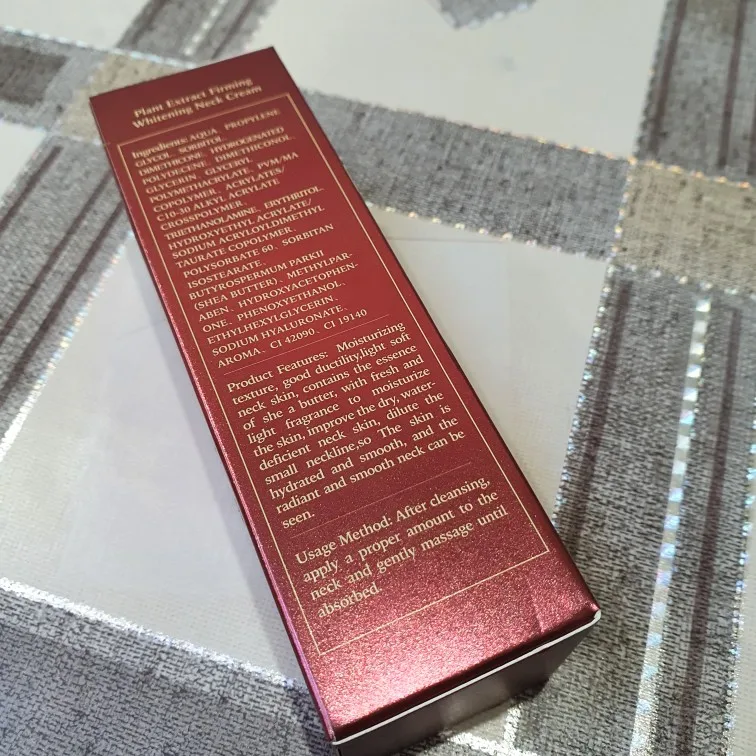 Plant Extract Firming
Whitening Neck Cream
Ingredients: AQUA、PROPYLENE
GLYCOL、SORBITOL、
DIMETHICONE、HYDROGENATED
POLYDECENE、DIMETHICONOL、
GLYCERIN、GLYCERYL
POLYMETHACRYLATE、PVM/MA
COPOLYMER、ACRYLATES/
C10-30 ALKYL ACRYLATE
CROSSPOLYMER、
TRIETHANOLAMINE、ERYTHRITOL、
HYDROXYETHYL ACRYLATE/
SODIUM ACRYLOYLDIMETHYL
TAURATE COPOLYMER、
POLYSORBATE 60、SORBITAN
ISOSTEARATE、
BUTYROSPERMUM PARKII
(SHEA BUTTER)、METHYLPAR-
ABEN、HYDROXYACETOPHEN-
ONE、PHENOXYETHANOL、
ETHYLHEXYLGLYCERIN、
SODIUM HYALURONATE、
AROMA、CI 42090、CI 19140
Product Features: Moisturizing
texture, good ductility,light soft
neck skin, contains the essence
of she a butter, with fresh and
light fragrance to moisturize
the skin, improve the dry, water-
deficient neck skin, dilute the
small neckline,so The skin is
hydrated and smooth, and the
radiant and smooth neck can be
seen.
Usage Method: After cleansing,
apply a proper amount to the
neck and gently massage until
absorbed.